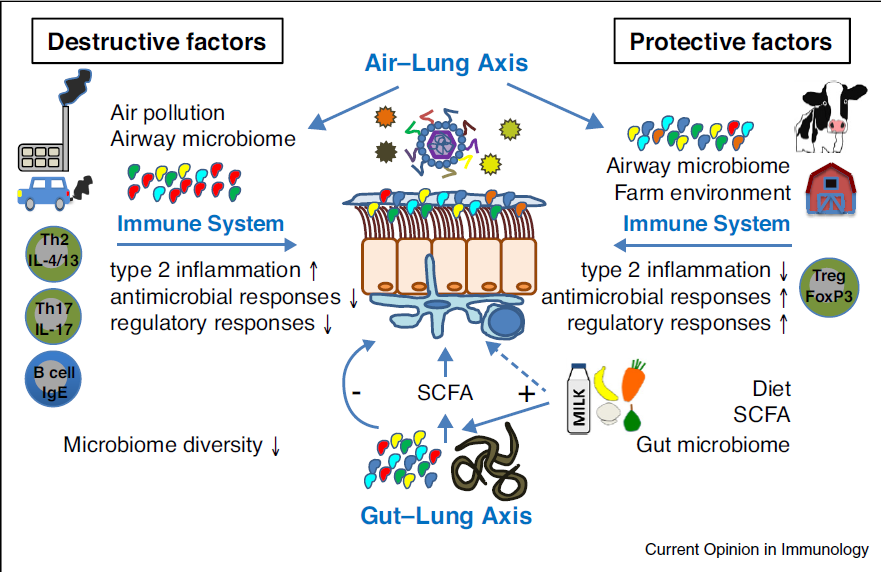 Destructive factors
Protective factors
Air–Lung Axis
Air pollution
Airway microbiome
Airway microbiome
Farm environment
Immune System
Immune System
Th2
IL-4/13
type 2 inflammation ↑
antimicrobial responses ↓
regulatory responses ↓
type 2 inflammation ↓
antimicrobial responses ↑
regulatory responses ↑
Treg
FoxP3
Th17
IL-17
B cell
IgE
-
SCFA
+
MILK
Diet
SCFA
Gut microbiome
Microbiome diversity ↓
Gut–Lung Axis
Current Opinion in Immunology